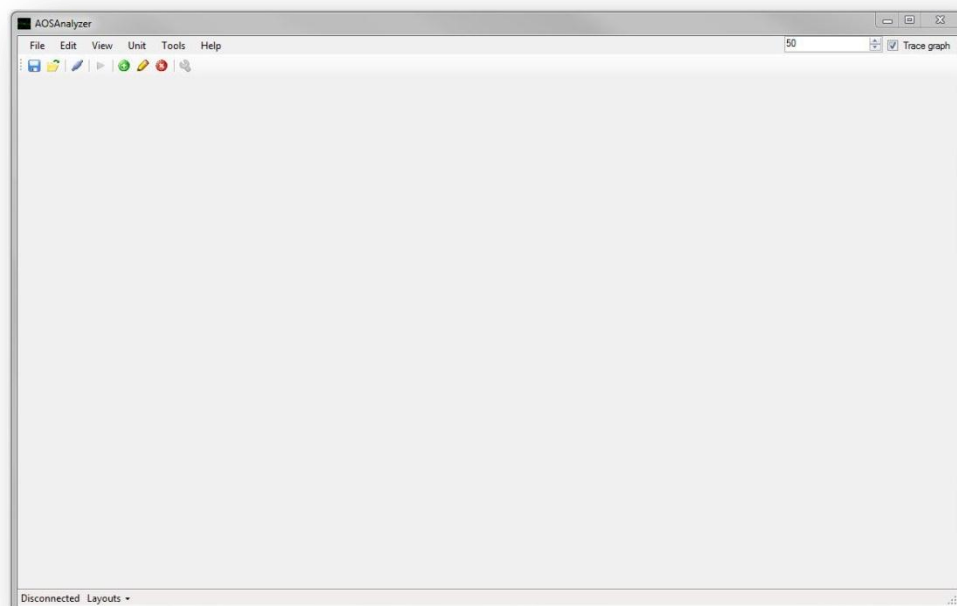 AOSAnalyzer
File Edit View Unit Tools Help 50 Trace graph
Disconnected Layouts